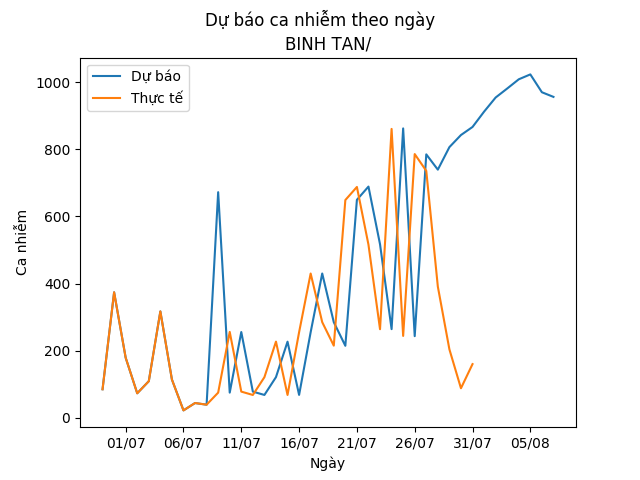 Dự báo ca nhiễm theo ngày
BINH TAN/
Dự báo
Thực tế
1000
800
600
400
200
0
Ca nhiễm
01/07 06/07 11/07 16/07 21/07 26/07 31/07 05/08
Ngày